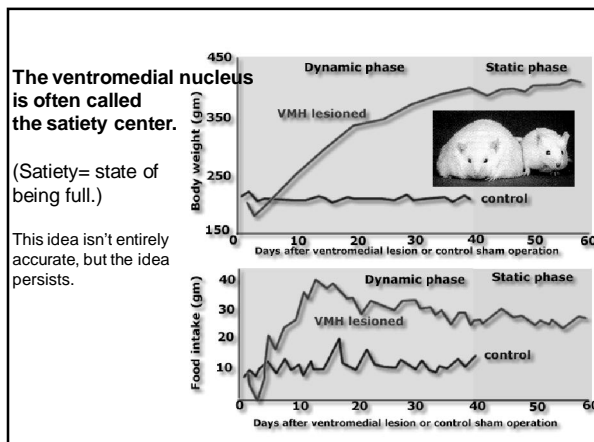 The ventromedial nucleus
is often called
the satiety center.
(Satiety= state of
being full.)
This idea isn't entirely
accurate, but the idea
persists.
450
350
250
200
150
Body weight (gm)
Dynamic phase
Static phase
VMH lesioned
control
0 10 20 30 40 50 60
Days after ventromedial lesion or control sham operation
40
30
20
10
Food intake (gm)
Dynamic phase
Static phase
VMH lesioned
control
0 10 20 30 40 50 60
Days after ventromedial lesion or control sham operation